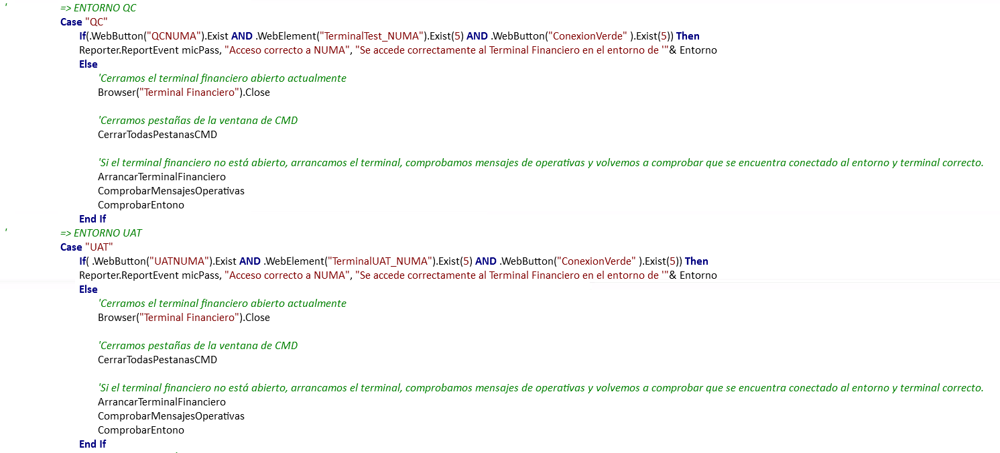 ' => ENTORNO QC
Case "QC"
If(.WebButton("QCNUMA").Exist AND .WebElement("TerminalTest_NUMA").Exist(5) AND .WebButton("ConexionVerde" ).Exist(5)) Then
Reporter.ReportEvent micPass, "Acceso correcto a NUMA", "Se accede correctamente al Terminal Financiero en el entorno de '"& Entorno
Else
'Cerramos el terminal financiero abierto actualmente
Browser("Terminal Financiero").Close
'Cerramos pestañas de la ventana de CMD
CerrarTodasPestanasCMD
'Si el terminal financiero no está abierto, arrancamos el terminal, comprobamos mensajes de operativas y volvemos a comprobar que se encuentra conectado al entorno y terminal correcto.
ArrancarTerminalFinanciero
ComprobarMensajesOperativas
ComprobarEntono
End If
' => ENTORNO UAT
Case "UAT"
If( .WebButton("UATNUMA").Exist AND .WebElement("TerminalUAT_NUMA").Exist(5) AND .WebButton("ConexionVerde" ).Exist(5)) Then
Reporter.ReportEvent micPass, "Acceso correcto a NUMA", "Se accede correctamente al Terminal Financiero en el entorno de '"& Entorno
Else
'Cerramos el terminal financiero abierto actualmente
Browser("Terminal Financiero").Close
'Cerramos pestañas de la ventana de CMD
CerrarTodasPestanasCMD
'Si el terminal financiero no está abierto, arrancamos el terminal, comprobamos mensajes de operativas y volvemos a comprobar que se encuentra conectado al entorno y terminal correcto.
ArrancarTerminalFinanciero
ComprobarMensajesOperativas
ComprobarEntono
End If